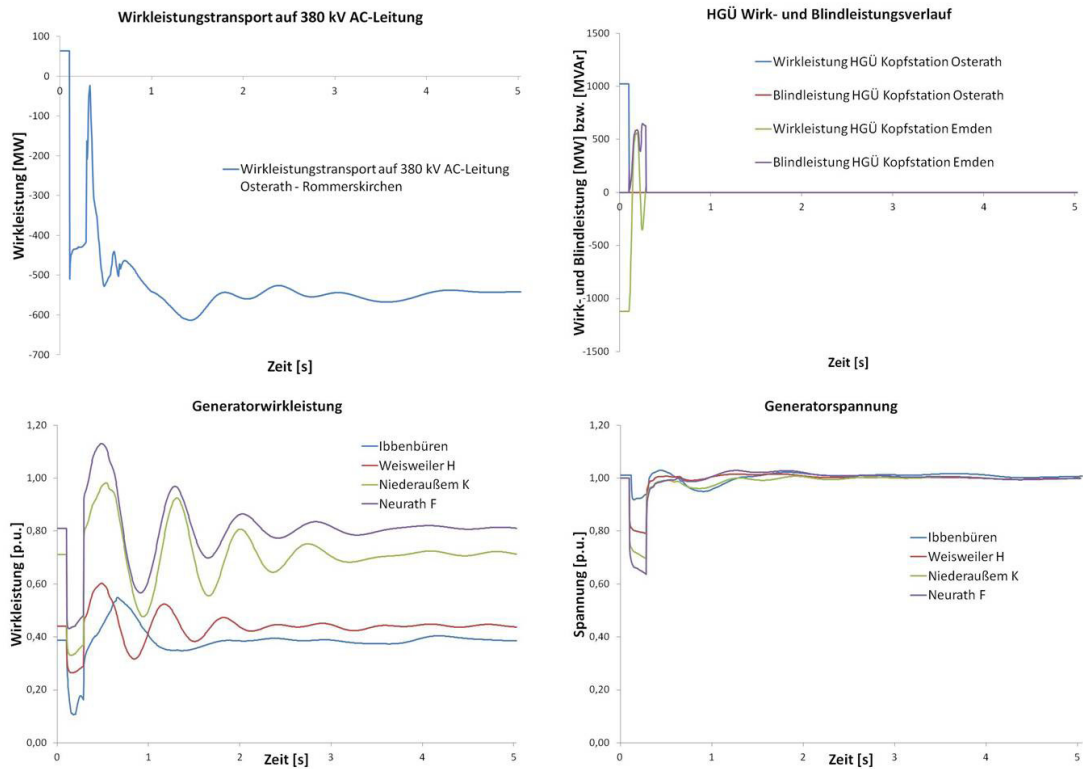 Wirkleistungstransport auf 380 kV AC-Leitung
Wirkleistung [MW]
100
0
-100
-200
-300
-400
-500
-600
-700
1
2
3
4
5
Wirkleistungstransport auf 380 kV AC-Leitung
Osterath - Rommerskirchen
Zeit [s]
HGÜ Wirk- und Blindleistungsverlauf
Wirk- und Blindleistung [MW] bzw. [MVAr]
1500
1000
500
0
-500
-1000
-1500
0
1
2
3
4
5
Wirkleistung HGÜ Kopfstation Osterath
Blindleistung HGÜ Kopfstation Osterath
Wirkleistung HGÜ Kopfstation Emden
Blindleistung HGÜ Kopfstation Emden
Zeit [s]
Generatorwirkleistung
Wirkleistung [p.u.]
1,20
1,00
0,80
0,60
0,40
0,20
0,00
0
1
2
3
4
5
Ibbenbüren
Weisweiler H
Niederaußem K
Neurath F
Zeit [s]
Generatorspannung
Spannung [p.u.]
1,20
1,00
0,80
0,60
0,40
0,20
0,00
0
1
2
3
4
5
Ibbenbüren
Weisweiler H
Niederaußem K
Neurath F
Zeit [s]